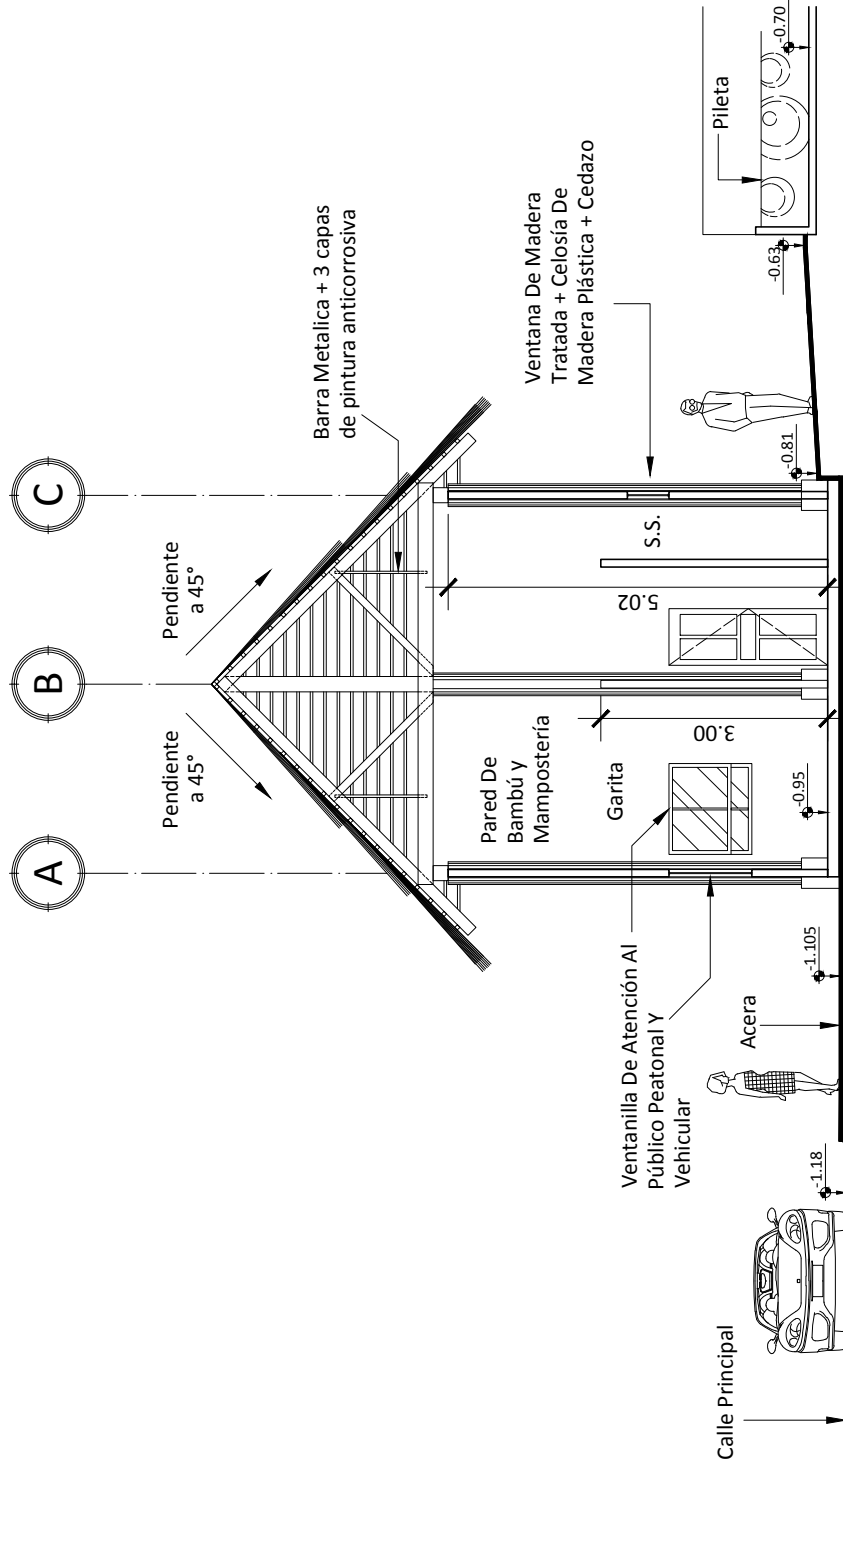 A
B
C
Pendiente
a 45°
Pendiente
a 45°
Barra Metalica + 3 capas
de pintura anticorrosiva
Pared De
Bambú y
Mampostería
Ventana De Madera
Tratada + Celosía De
Madera Plástica + Cedazo
Garita
S.S.
5.02
3.00
Ventanilla De Atención Al
Público Peatonal Y
Vehicular
Pileta
Acera
Calle Principal
-1.18
-1.105
-0.95
-0.81
-0.63
-0.70